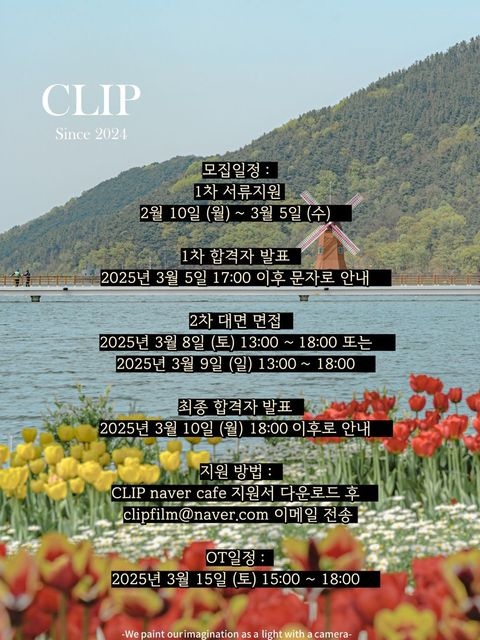 CLIP
Since 2024
모집일정 :
1차 서류지원
2월 10일 (월) ~ 3월 5일 (수)
1차 합격자 발표
2025년 3월 5일 17:00 이후 문자로 안내
2차 대면 면접
2025년 3월 8일 (토) 13:00 ~ 18:00 또는
2025년 3월 9일 (일) 13:00 ~ 18:00
최종 합격자 발표
2025년 3월 10일 (월) 18:00 이후로 안내
지원 방법 :
CLIP naver cafe 지원서 다운로드 후
clipfilm@naver.com 이메일 전송
OT일정 :
2025년 3월 15일 (토) 15:00 ~ 18:00
-We paint our imagination as a light with a camera-